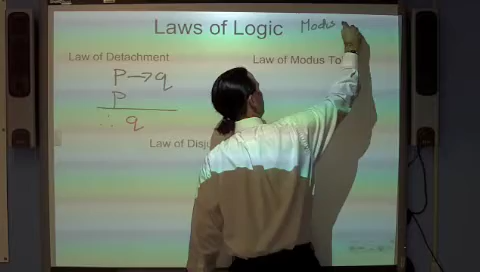 Laws of Logic Modus
Law of Detachment
Law of Modus To
P → q
P
∴ q
Law of Disj